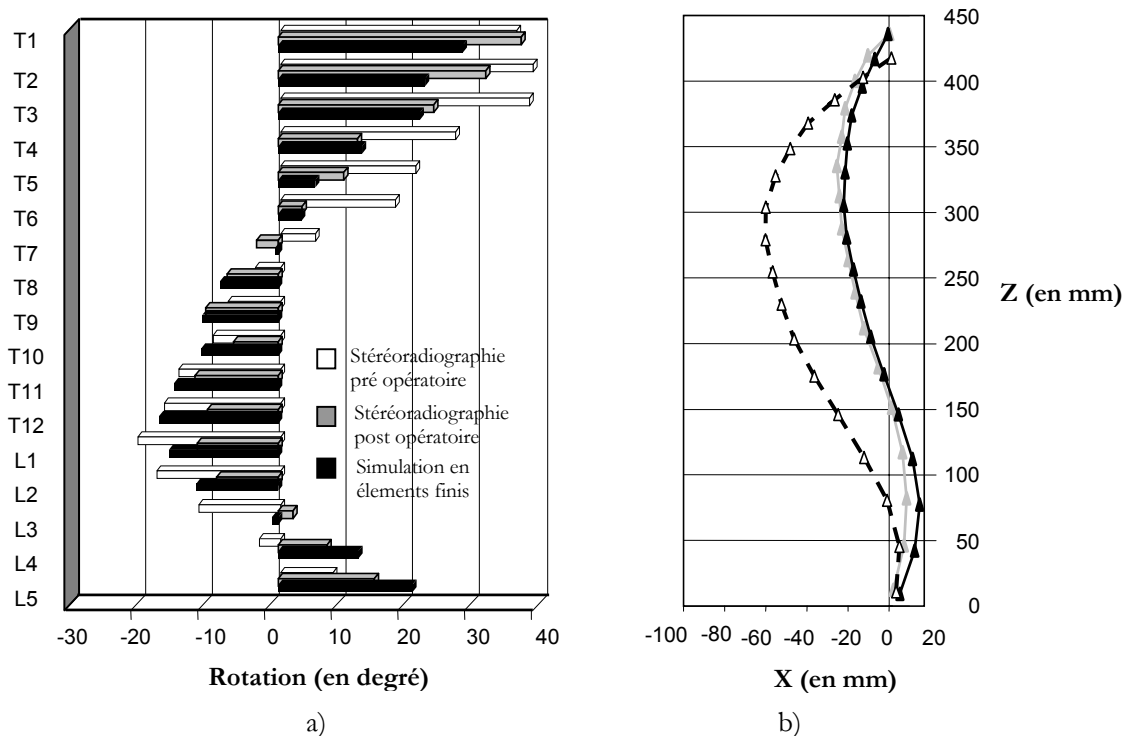 T1
T2
T3
T4
T5
T6
T7
T8
T9
T10
T11
T12
L1
L2
L3
L4
L5
Stéréoradiographie
pré opératoire
Stéréoradiographie
post opératoire
Simulation en
élements finis
-30 -20 -10 0 10 20 30 40
Rotation (en degré)
a)
450
400
350
300
250
200
150
100
50
0
Z (en mm)
-100 -80 -60 -40 -20 0 20
X (en mm)
b)